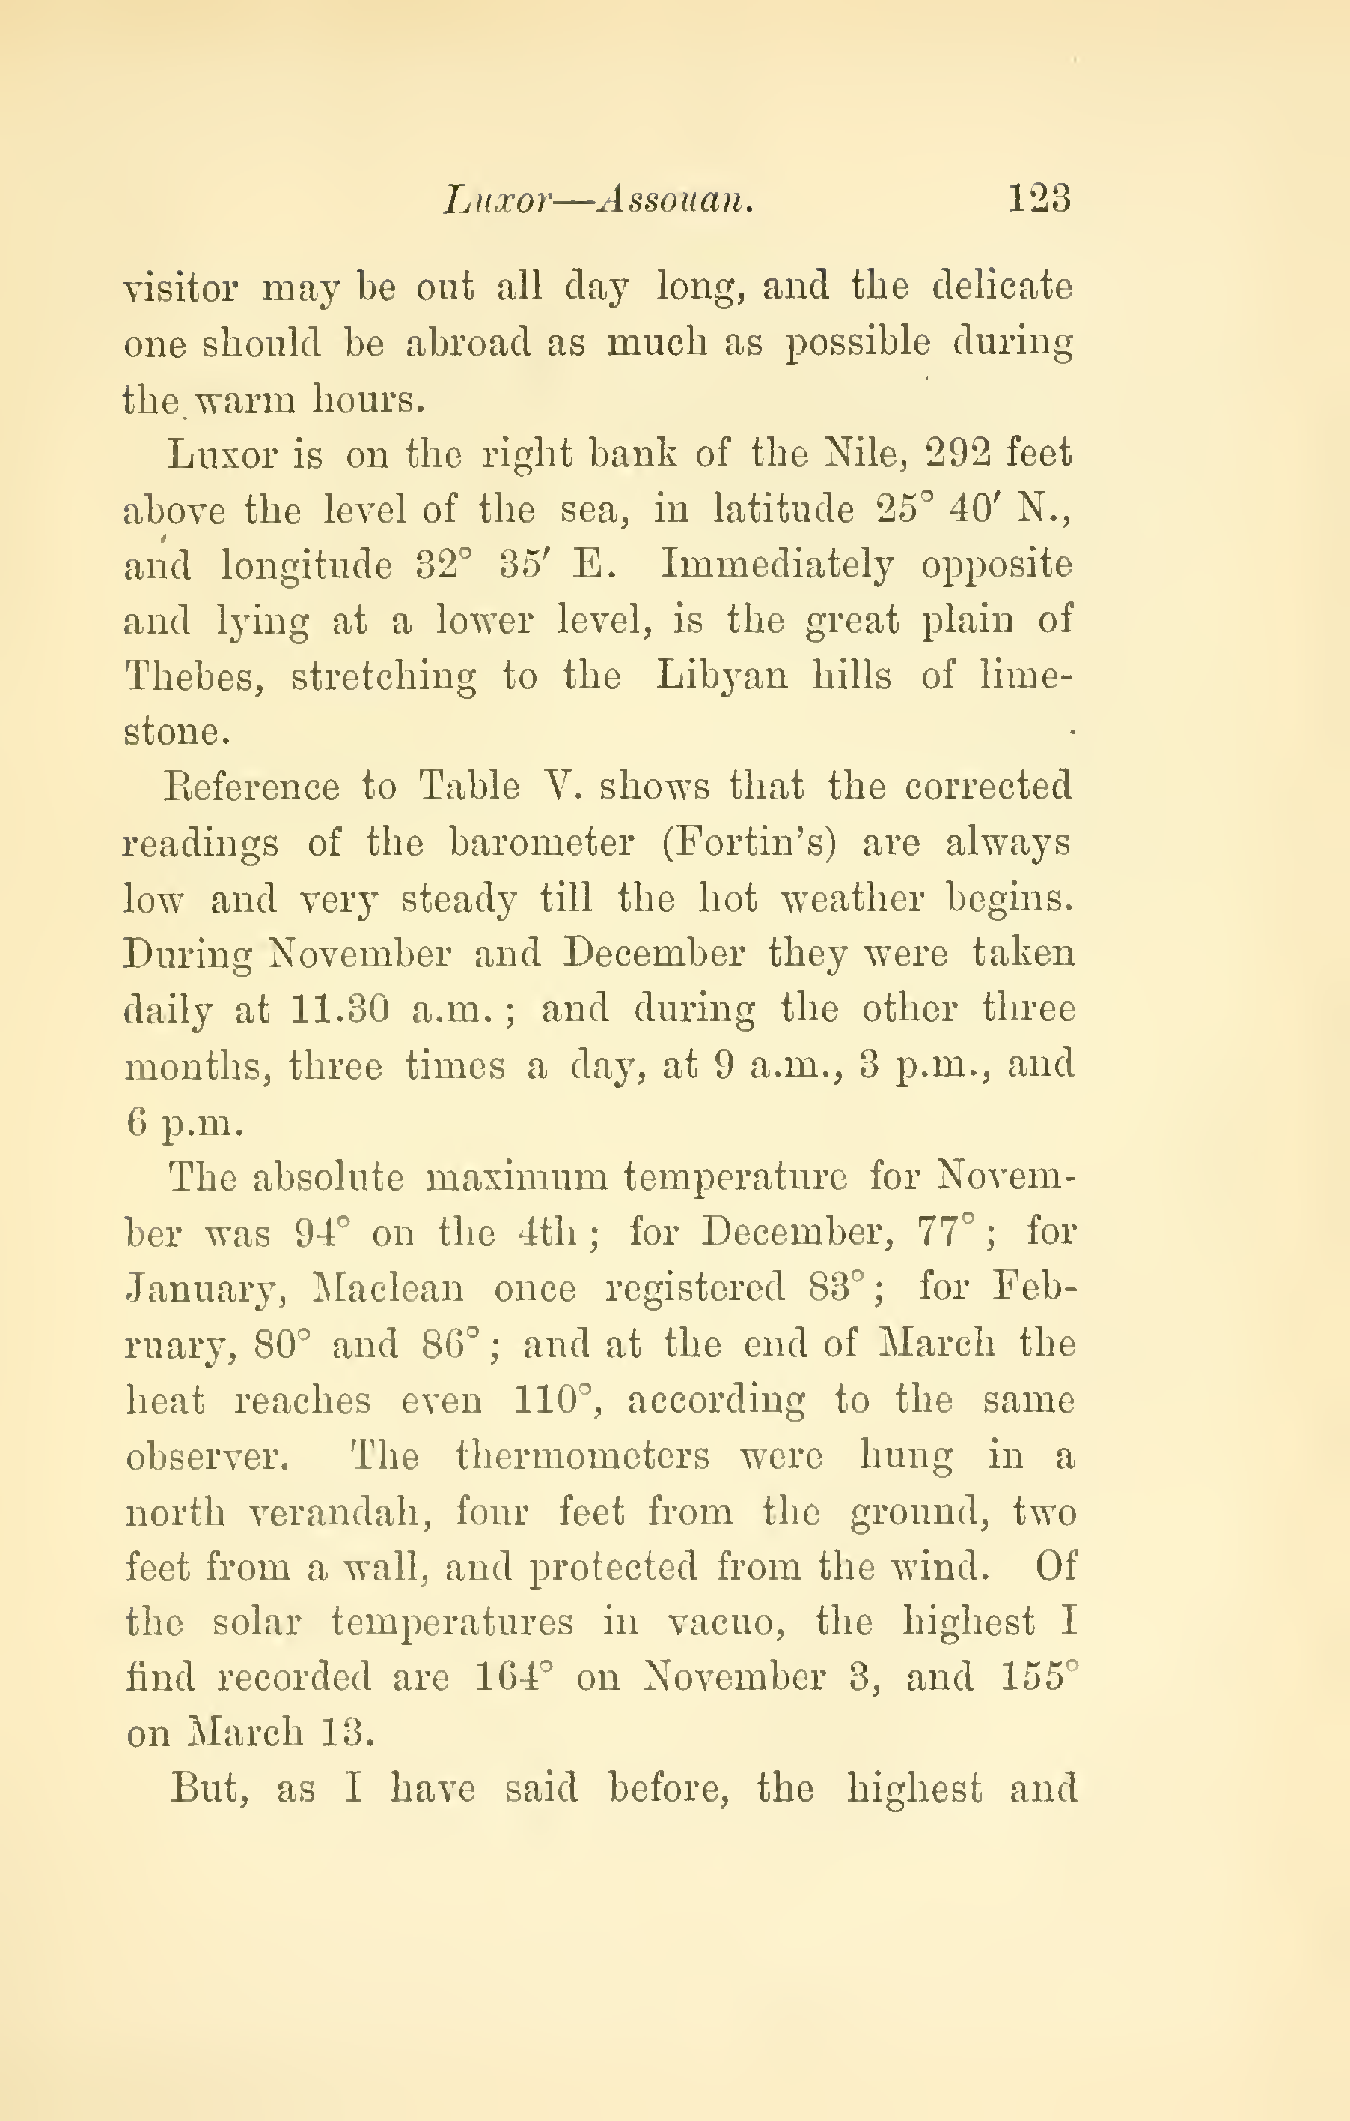 Luxor—Assouan. 123
visitor may be out all day long, and the delicate
one should be abroad as much as possible during
the warm hours.
Luxor is on the right bank of the Nile, 292 feet
above the level of the sea, in latitude 25° 40′ N.,
and longitude 32° 35′ E. Immediately opposite
and lying at a lower level, is the great plain of
Thebes, stretching to the Libyan hills of lime-
stone.
Reference to Table V. shows that the corrected
readings of the barometer (Fortin's) are always
low and very steady till the hot weather begins.
During November and December they were taken
daily at 11.30 a.m. ; and during the other three
months, three times a day, at 9 a.m., 3 p.m., and
6 p.m.
The absolute maximum temperature for Novem-
ber was 94° on the 4th ; for December, 77° ; for
January, Maclean once registered 83° ; for Feb-
ruary, 80° and 86° ; and at the end of March the
heat reaches even 110°, according to the same
observer. The thermometers were hung in a
north verandah, four feet from the ground, two
feet from a wall, and protected from the wind. Of
the solar temperatures in vacuo, the highest I
find recorded are 164° on November 3, and 155°
on March 13.
But, as I have said before, the highest and